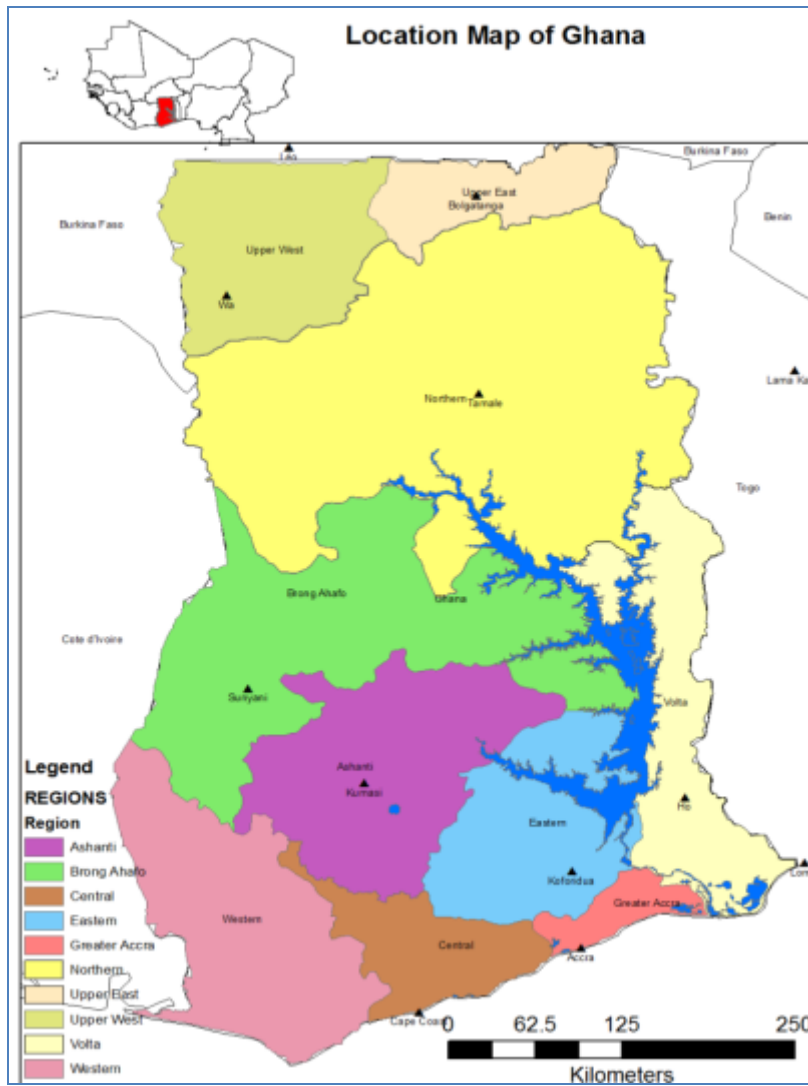 Location Map of Ghana
Burkina Faso
Leo
Upper East
Bolgatanga
Burkina Faso
Benin
Upper West
Wa
Northern
Tamale
Lama Ka
Togo
Brong Ahafo
Ghana
Cote d'Ivoire
Sunyani
Volta
Ashanti
Kumasi
Ho
Eastern
Koforidua
Lom
Greater Accra
Western
Central
Accra
Cape Coast
Legend
REGIONS
Region
Ashanti
Brong Ahafo
Central
Eastern
Greater Accra
Northern
Upper East
Upper West
Volta
Western
0 62.5 125 250
Kilometers